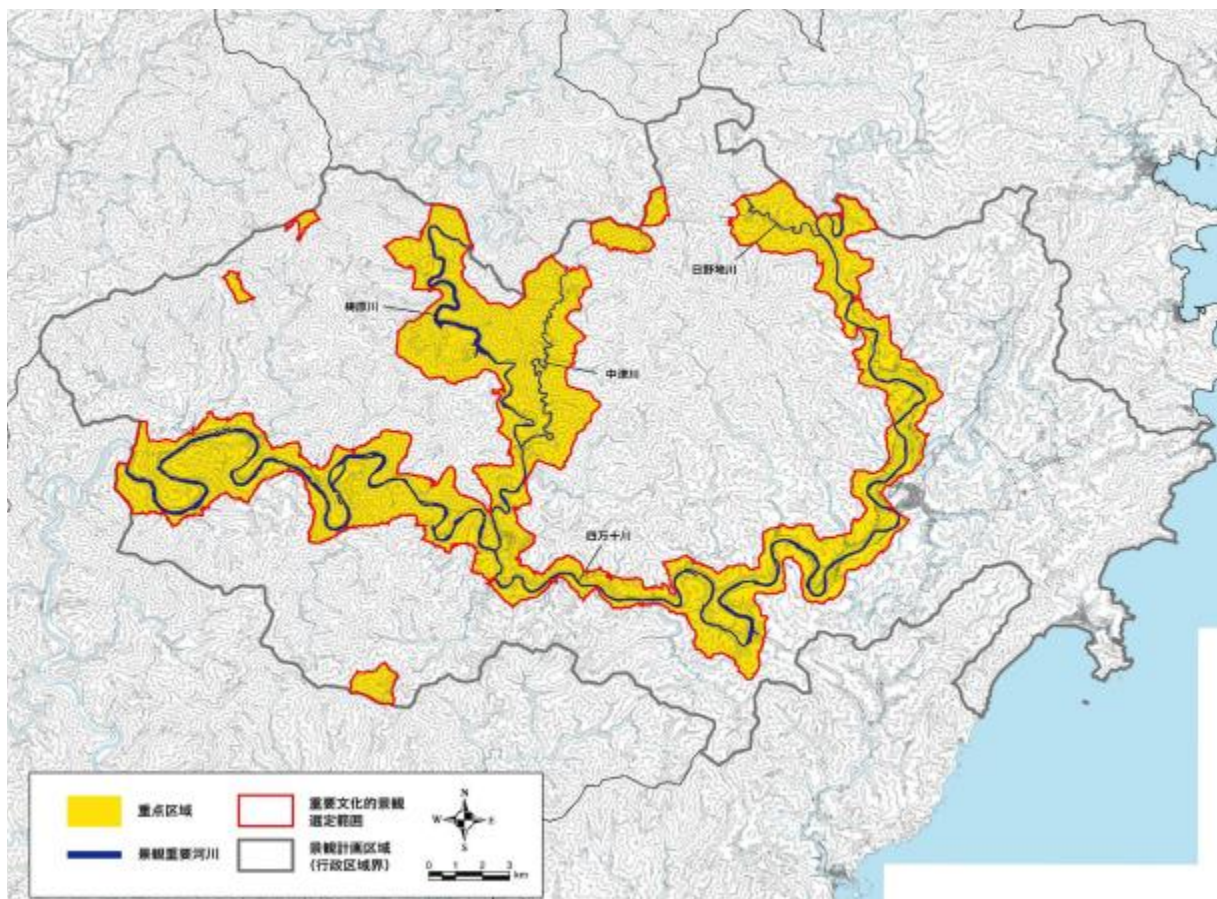 日野地川
梼原川
中津川
四万十川
重点区域
重要文化的景観
選定範囲
景観重要河川
景観計画区域
(行政区域界)
N
W
E
S
0 1 2 3
km